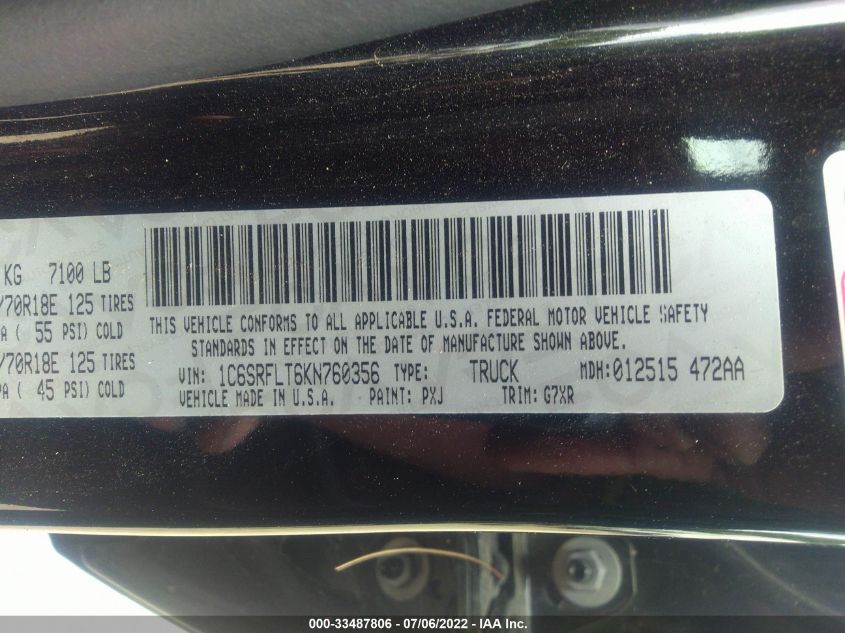 KG 7100 LB
/70R18E 125 TIRES
A ( 55 PSI) COLD
/70R18E 125 TIRES
PA ( 45 PSI) COLD
THIS VEHICLE CONFORMS TO ALL APPLICABLE U.S.A. FEDERAL MOTOR VEHICLE SAFETY
STANDARDS IN EFFECT ON THE DATE OF MANUFACTURE SHOWN ABOVE.
VIN: 1C6SRFLT6KN760356 TYPE: TRUCK MDH:012515 472AA
VEHICLE MADE IN U.S.A. PAINT: PXJ TRIM: G7XR
000-33487806 / 07/06/2022 - IAA Inc.